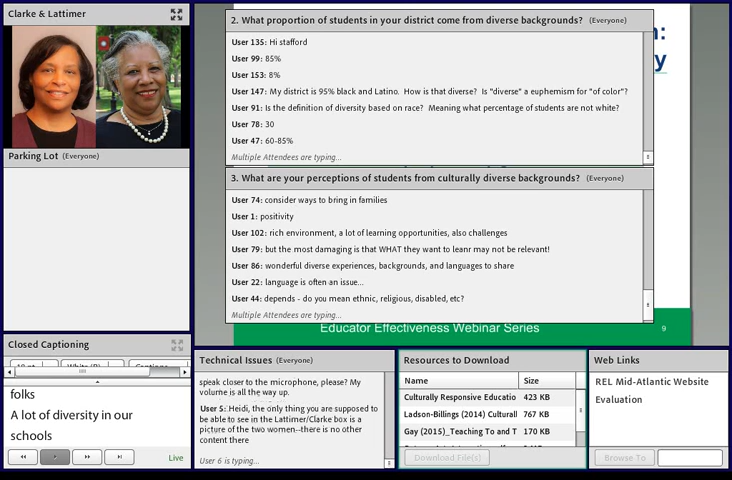 Clarke & Lattimer
Parking Lot (Everyone)
Closed Captioning
folks
A lot of diversity in our
schools
Live
2. What proportion of students in your district come from diverse backgrounds? (Everyone)
User 135: Hi stafford
User 99: 85%
User 153: 8%
User 147: My district is 95% black and Latino. How is that diverse? Is "diverse" a euphemism for "of color"?
User 91: Is the definition of diversity based on race? Meaning what percentage of students are not white?
User 78: 30
User 47: 60-85%
Multiple Attendees are typing...
3. What are your perceptions of students from culturally diverse backgrounds? (Everyone)
User 74: consider ways to bring in families
User 1: positivity
User 102: rich environment, a lot of learning opportunities, also challenges
User 79: but the most damaging is that WHAT they want to leanr may not be relevant!
User 86: wonderful diverse experiences, backgrounds, and languages to share
User 22: language is often an issue...
User 44: depends - do you mean ethnic, religious, disabled, etc?
Multiple Attendees are typing...
Educator Effectiveness Webinar Series
9
Technical Issues (Everyone)
speak closer to the microphone, please? My
volume is all the way up.
User 5: Heidi, the only thing you are supposed to
be able to see in the Lattimer/Clarke box is a
picture of the two women--there is no other
content there
User 6 is typing...
Resources to Download
Name Size
Culturally Responsive Educatio 423 KB
Ladson-Billings (2014) Culturall 767 KB
Gay (2015)_Teaching To and T 170 KB
Download File(s)
Web Links
REL Mid-Atlantic Website
Evaluation
Browse To